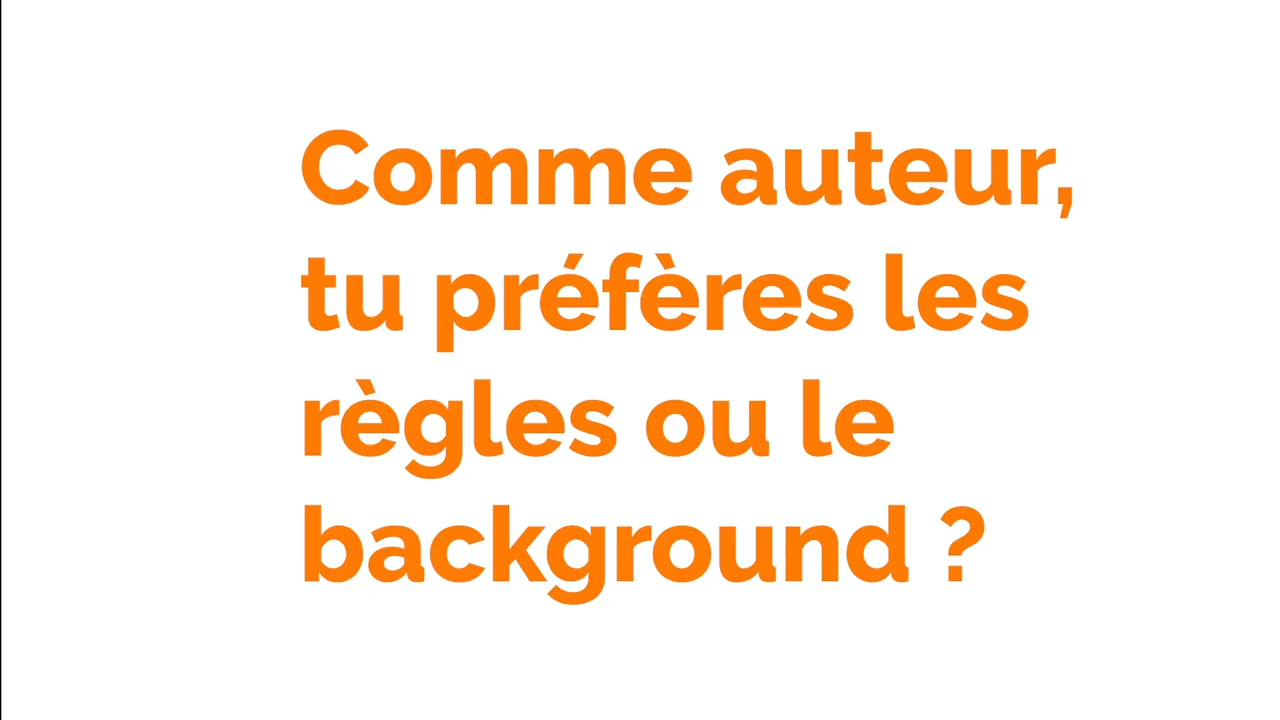 Comme auteur,
tu préfères les
règles ou le
background ?